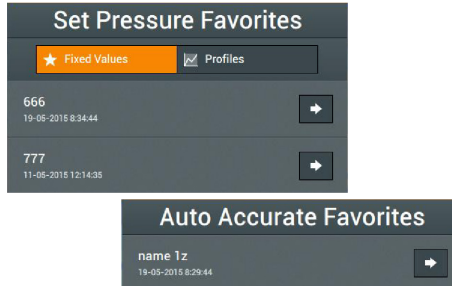 Set Pressure Favorites
Fixed Values Profiles
666
19-05-2015 8:34:44
777
11-05-2015 12:14:35
Auto Accurate Favorites
name 1z
19-05-2015 8:29:44